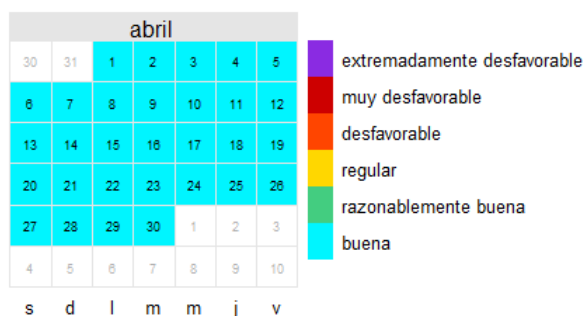 abril
30 31 1 2 3 4 5
6 7 8 9 10 11 12
13 14 15 16 17 18 19
20 21 22 23 24 25 26
27 28 29 30 1 2 3
4 5 6 7 8 9 10
s d l m m j v
extremadamente desfavorable
muy desfavorable
desfavorable
regular
razonablemente buena
buena